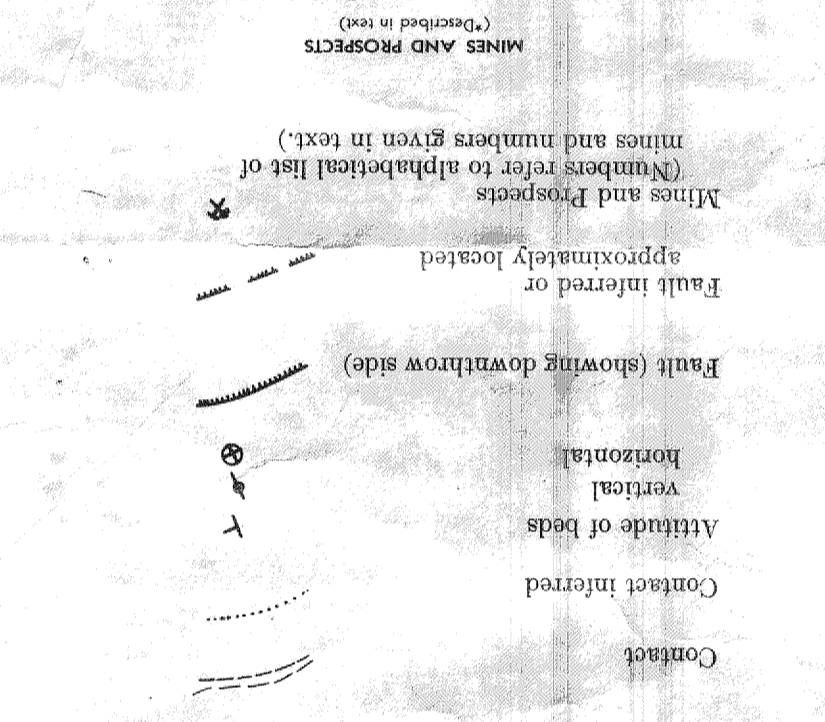 Contact
Contact inferred
Attitude of beds
vertical
horizontal
Fault (showing downthrow side)
Fault inferred or
approximately located
Mines and Prospects
(Numbers refer to alphabetical list of
mines and numbers given in text.)
MINES AND PROSPECTS
(*Described in text)